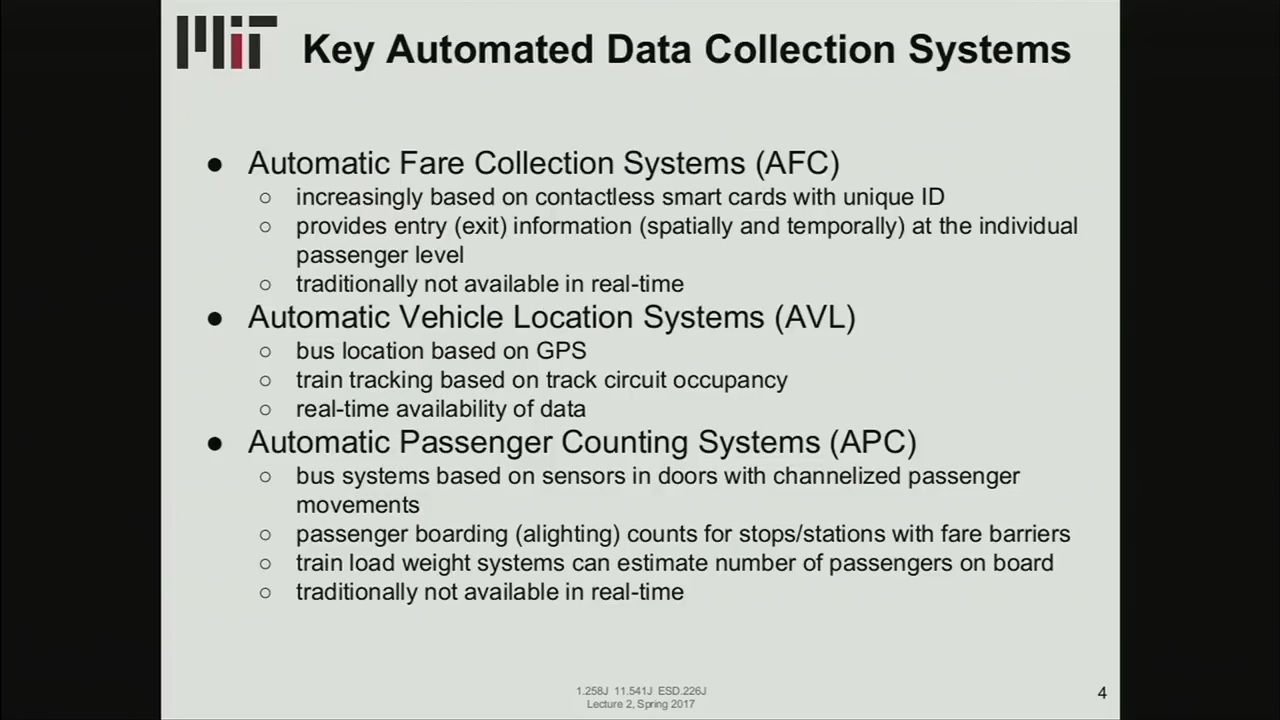 MIT
Key Automated Data Collection Systems
● Automatic Fare Collection Systems (AFC)
○ increasingly based on contactless smart cards with unique ID
○ provides entry (exit) information (spatially and temporally) at the individual
passenger level
○ traditionally not available in real-time
● Automatic Vehicle Location Systems (AVL)
○ bus location based on GPS
○ train tracking based on track circuit occupancy
○ real-time availability of data
● Automatic Passenger Counting Systems (APC)
○ bus systems based on sensors in doors with channelized passenger
movements
○ passenger boarding (alighting) counts for stops/stations with fare barriers
○ train load weight systems can estimate number of passengers on board
○ traditionally not available in real-time
1.258J 11.541J ESD.226J
Lecture 2, Spring 2017
4